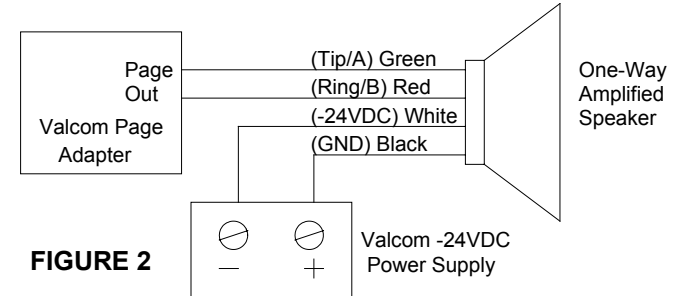 Page
Out
Valcom Page
Adapter
(Tip/A) Green
(Ring/B) Red
(-24VDC) White
(GND) Black
One-Way
Amplified
Speaker
FIGURE 2
− +
Valcom -24VDC
Power Supply